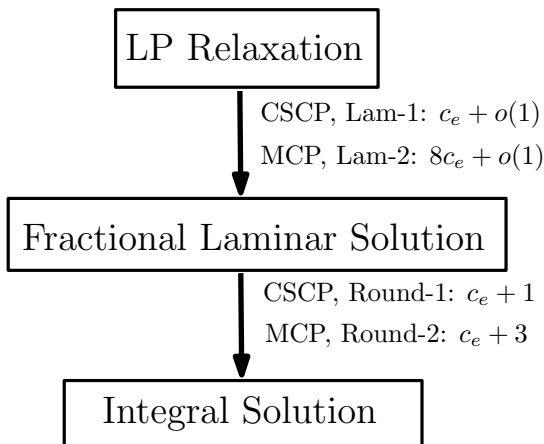 LP Relaxation
CSCP, Lam-1: c_e + o(1)
MCP, Lam-2: 8c_e + o(1)
Fractional Laminar Solution
CSCP, Round-1: c_e + 1
MCP, Round-2: c_e + 3
Integral Solution